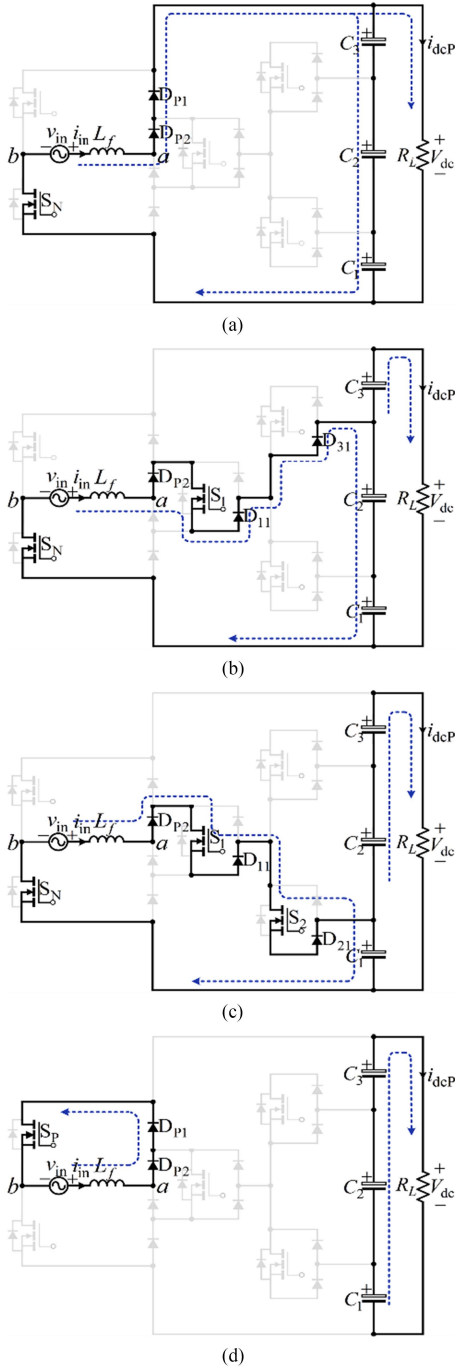 C3
+
idcP
DP1
vin iin Lf
DP2
− +
b
a
C2
+
RL
+
Vdc
−
SN
C1
+
(a)
C3
+
idcP
D31
vin iin Lf
DP2
− +
b
a
S1
D11
C2
+
RL
+
Vdc
−
SN
C1
+
(b)
C3
+
idcP
vin iin Lf
DP2
− +
b
a
S1
D11
C2
+
RL
+
Vdc
−
SN
S2
D21
C1
+
(c)
C3
+
idcP
SP
DP1
vin iin Lf
DP2
− +
b
a
C2
+
RL
+
Vdc
−
C1
+
(d)